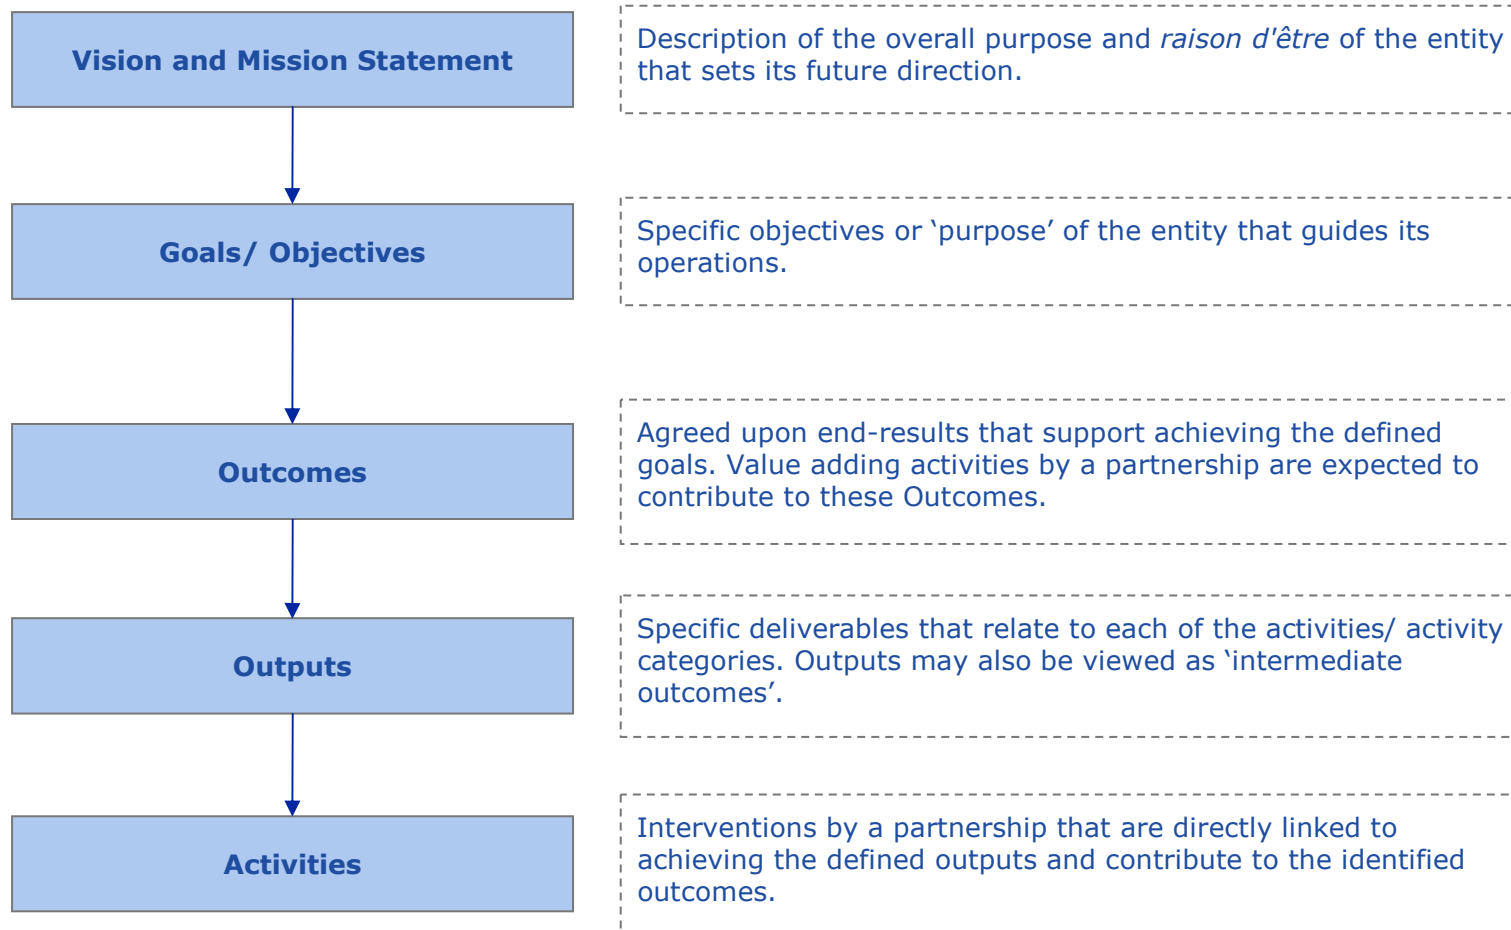 Vision and Mission Statement
Description of the overall purpose and raison d'être of the entity
that sets its future direction.
Goals/ Objectives
Specific objectives or ‘purpose’ of the entity that guides its
operations.
Outcomes
Agreed upon end-results that support achieving the defined
goals. Value adding activities by a partnership are expected to
contribute to these Outcomes.
Outputs
Specific deliverables that relate to each of the activities/ activity
categories. Outputs may also be viewed as ‘intermediate
outcomes’.
Activities
Interventions by a partnership that are directly linked to
achieving the defined outputs and contribute to the identified
outcomes.